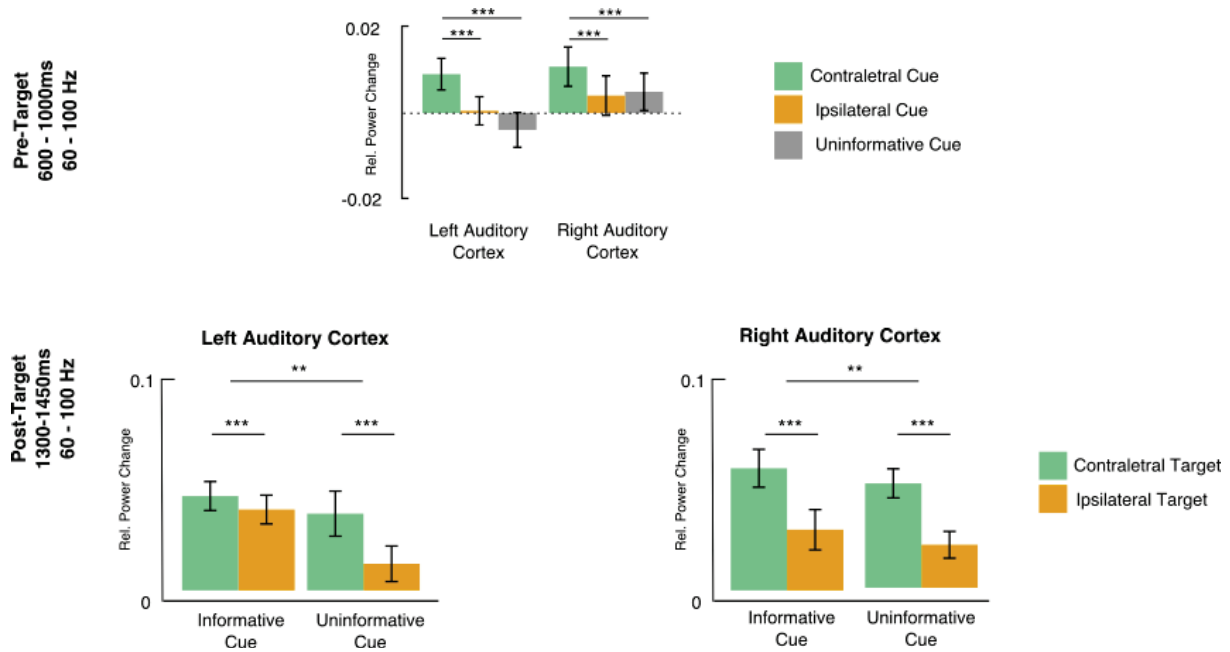 Pre-Target
600 - 1000ms
60 - 100 Hz
0.02
-0.02
Rel. Power Change
***
***
***
***
Left Auditory
Cortex
Right Auditory
Cortex
Contraletral Cue
Ipsilateral Cue
Uninformative Cue
Post-Target
1300-1450ms
60 - 100 Hz
Left Auditory Cortex
0.1
0
Rel. Power Change
**
***
***
Informative
Cue
Uninformative
Cue
Right Auditory Cortex
0.1
0
Rel. Power Change
**
***
***
Informative
Cue
Uninformative
Cue
Contraletral Target
Ipsilateral Target